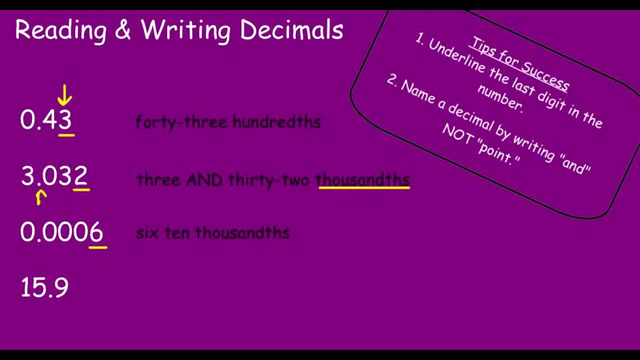 Reading & Writing Decimals
Tips for Success
1. Underline the last digit in the
number.
2. Name a decimal by writing "and"
NOT "point."
0.43 forty-three hundredths
3.032 three AND thirty-two thousandths
0.0006 six ten thousandths
15.9